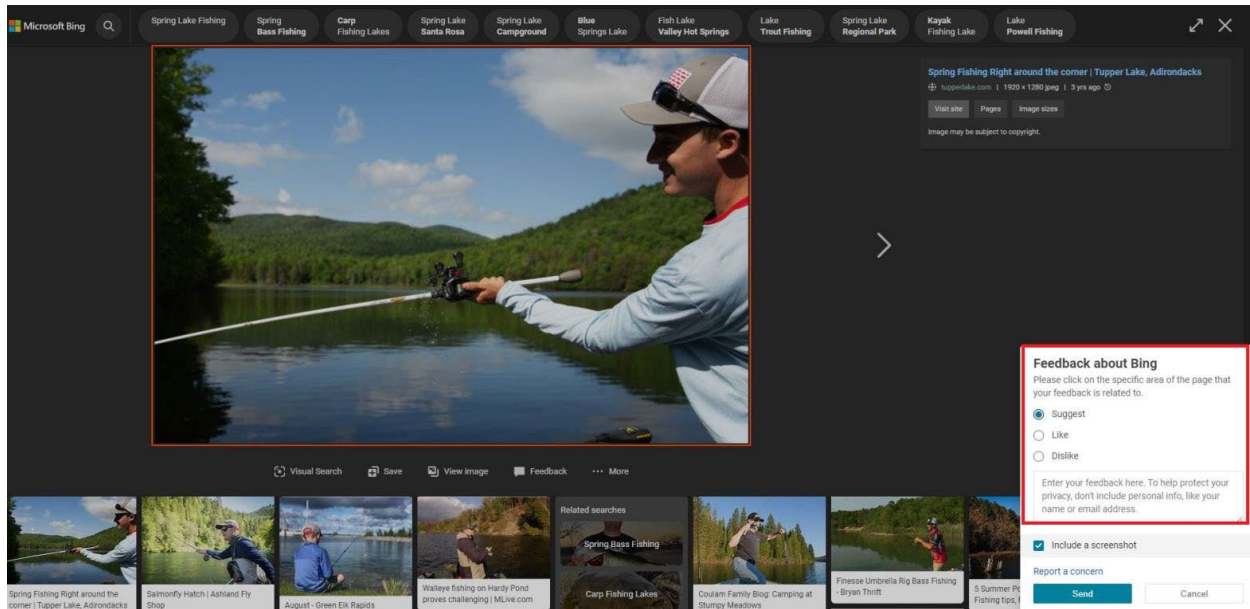 Microsoft Bing
Spring Lake Fishing
Spring
Bass Fishing
Carp
Fishing Lakes
Spring Lake
Santa Rosa
Spring Lake
Campground
Blue
Springs Lake
Fish Lake
Valley Hot Springs
Lake
Trout Fishing
Spring Lake
Regional Park
Kayak
Fishing Lake
Lake
Powell Fishing
Spring Fishing Right around the corner | Tupper Lake, Adirondacks
tupperlake.com | 1920 × 1280 jpeg | 3 yrs ago
Visit site
Pages
Image sizes
Image may be subject to copyright.
Feedback about Bing
Please click on the specific area of the page that
your feedback is related to.
Suggest
Like
Dislike
Enter your feedback here. To help protect your
privacy, don't include personal info, like your
name or email address.
Include a screenshot
Report a concern
Send
Cancel
Visual Search
Save
View image
Feedback
··· More
Spring Fishing Right around the
corner | Tupper Lake, Adirondacks
Salmonfly Hatch | Ashland Fly
Shop
August - Green Elk Rapids
Walleye fishing on Hardy Pond
proves challenging | MLive.com
Related searches
Spring Bass Fishing
Carp Fishing Lakes
Coulam Family Blog: Camping at
Stumpy Meadows
Finesse Umbrella Rig Bass Fishing
- Bryan Thrift
5 Summer
Fishing tips,